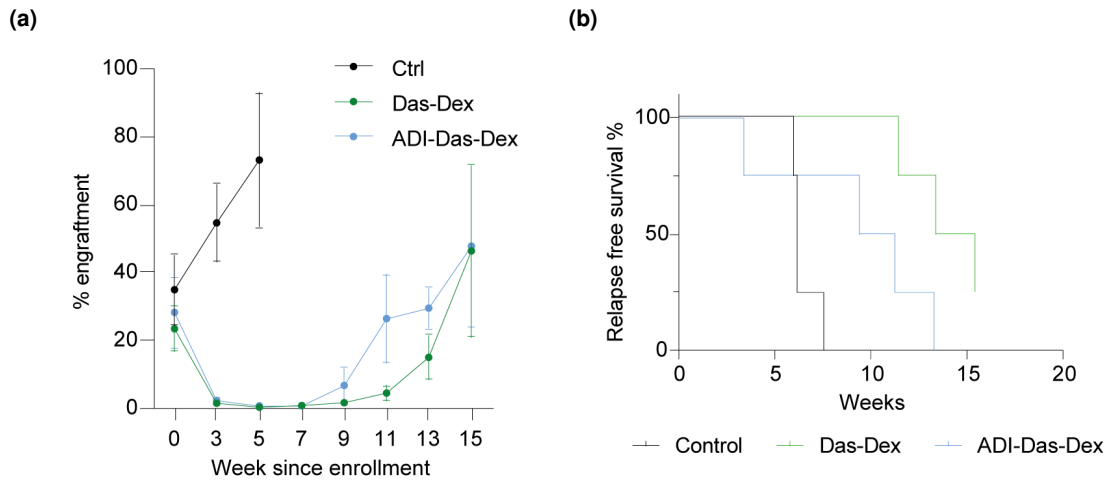 (a)
(b)
100
80
60
40
20
0
% engraftment
Ctrl
Das-Dex
ADI-Das-Dex
0 3 5 7 9 11 13 15
Week since enrollment
100
50
0
Relapse free survival %
0 5 10 15 20
Weeks
Control Das-Dex ADI-Das-Dex